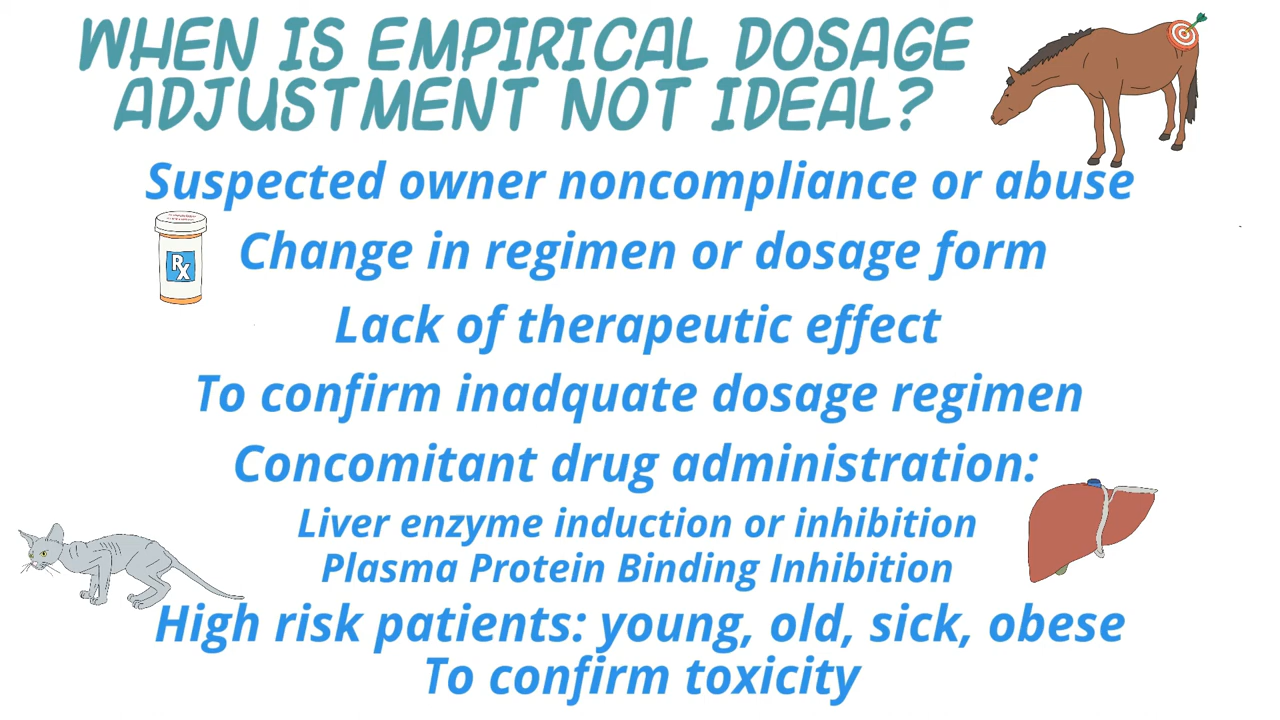 WHEN IS EMPIRICAL DOSAGE
ADJUSTMENT NOT IDEAL?
Suspected owner noncompliance or abuse
Rx
Change in regimen or dosage form
Lack of therapeutic effect
To confirm inadquate dosage regimen
Concomitant drug administration:
Liver enzyme induction or inhibition
Plasma Protein Binding Inhibition
High risk patients: young, old, sick, obese
To confirm toxicity